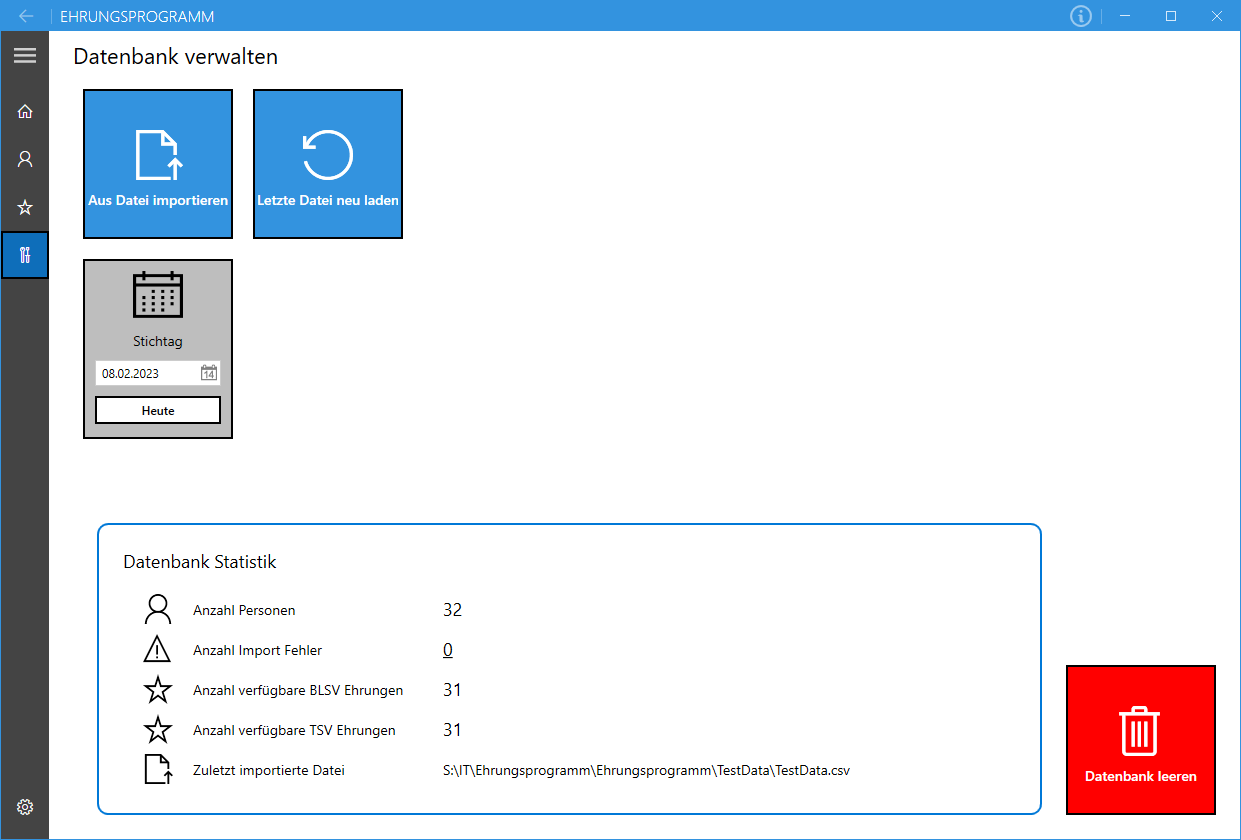 EHRUNGSPROGRAMM
Datenbank verwalten
Aus Datei importieren
Letzte Datei neu laden
Stichtag
08.02.2023
14
Heute
Datenbank Statistik
Anzahl Personen 32
Anzahl Import Fehler 0
Anzahl verfügbare BLSV Ehrungen 31
Anzahl verfügbare TSV Ehrungen 31
Zuletzt importierte Datei S:\IT\Ehrungsprogramm\Ehrungsprogramm\TestData\TestData.csv
Datenbank leeren